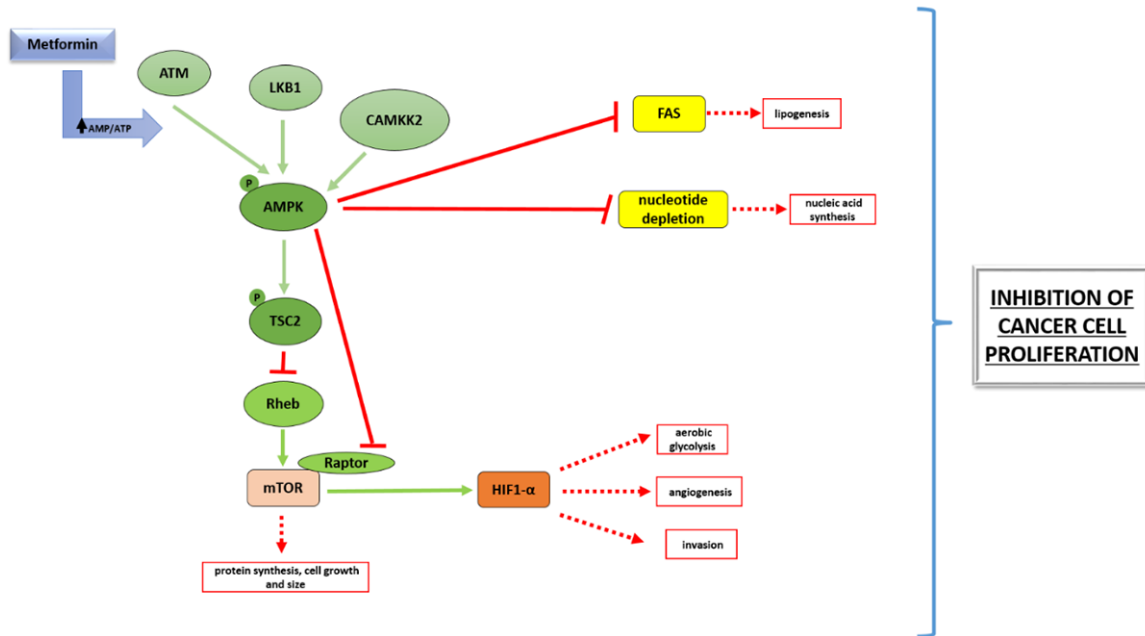 Metformin
AMP/ATP
ATM
LKB1
CAMKK2
P
AMPK
FAS
lipogenesis
nucleotide
depletion
nucleic acid
synthesis
P
TSC2
Rheb
Raptor
mTOR
HIF1-α
aerobic
glycolysis
angiogenesis
invasion
protein synthesis, cell growth
and size
INHIBITION OF
CANCER CELL
PROLIFERATION